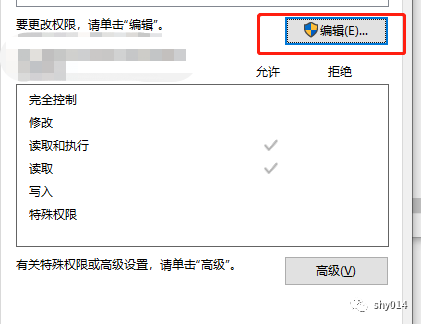 要更改权限，请单击“编辑”。
编辑(E)...
允许 拒绝
完全控制
修改
读取和执行
读取
写入
特殊权限
有关特殊权限或高级设置，请单击“高级”。
高级(V)
shy014